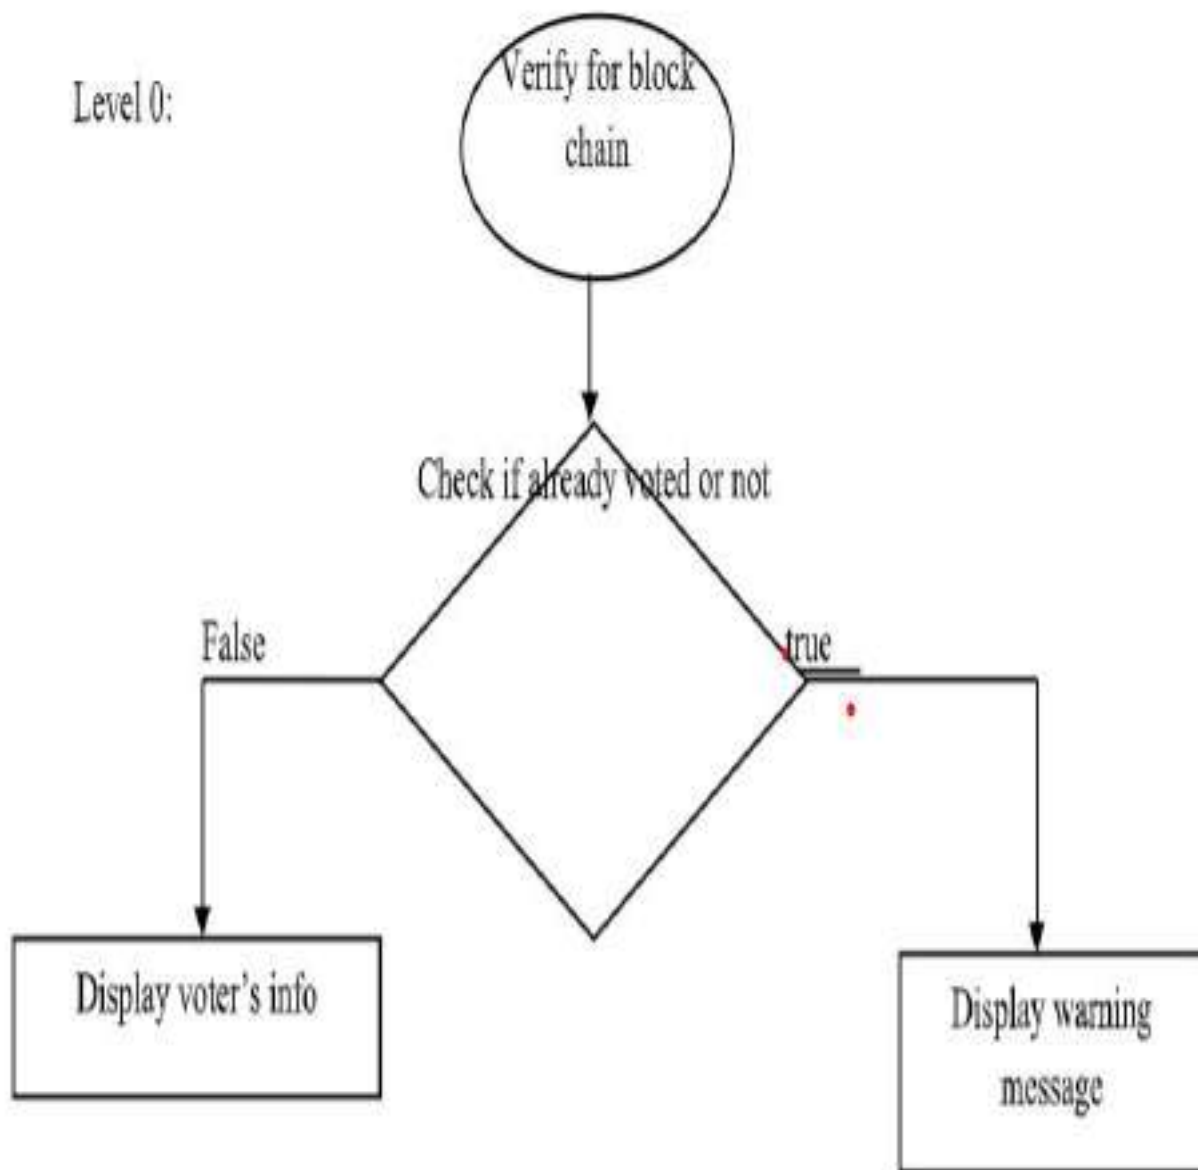 Level 0:
Verify for block
chain
Check if already voted or not
False
true
Display voter’s info
Display warning
message